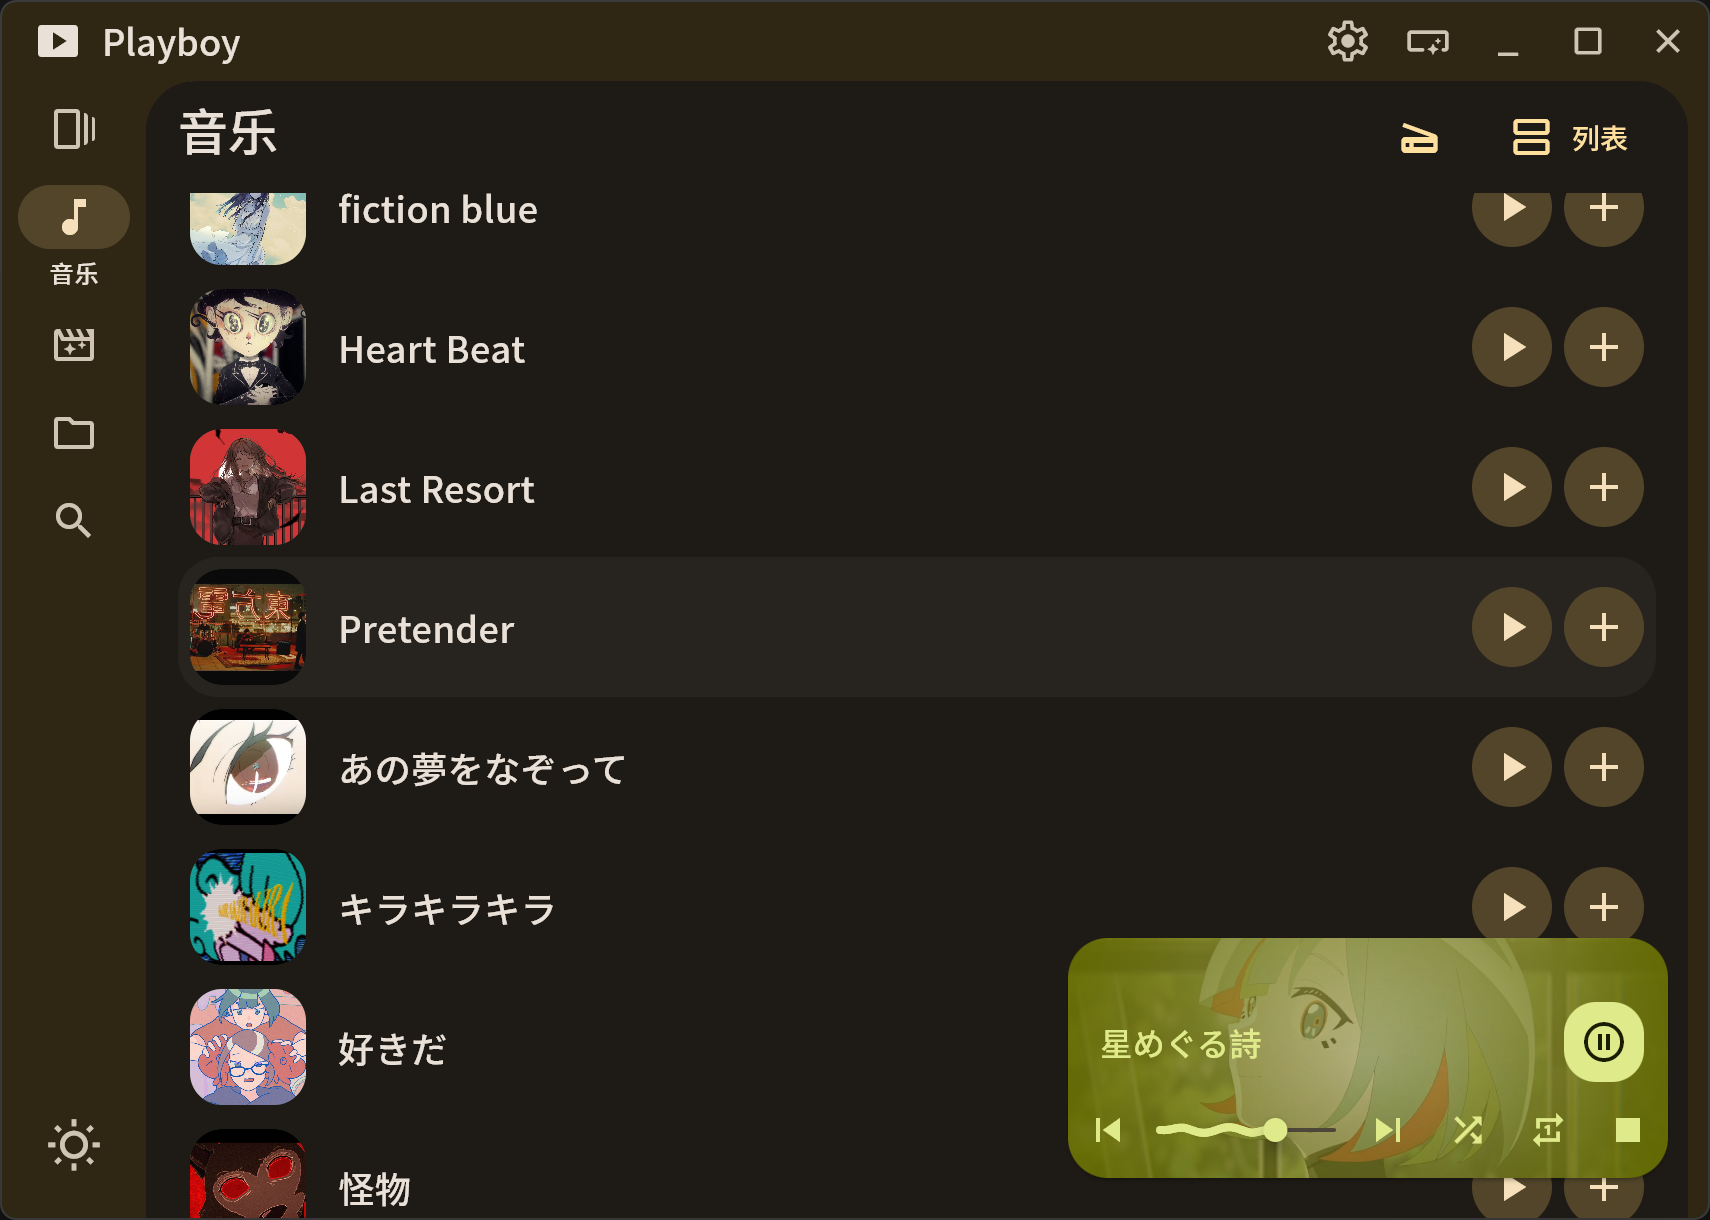 Playboy
音乐
列表
音乐
fiction blue
Heart Beat
Last Resort
Pretender
あの夢をなぞって
キラキラキラ
好きだ
怪物
星めぐる詩
1